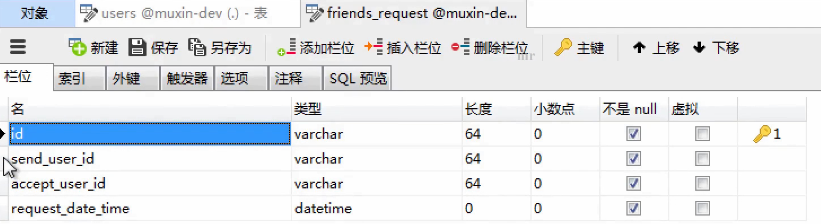 对象 users @muxin-dev (.) - 表 friends_request @muxin-de...
新建 保存 另存为 添加栏位 插入栏位 删除栏位 主键 上移 下移
栏位 索引 外键 触发器 选项 注释 SQL 预览
名 类型 长度 小数点 不是 null 虚拟
id varchar 64 0 1
send_user_id varchar 64 0
accept_user_id varchar 64 0
request_date_time datetime 0 0